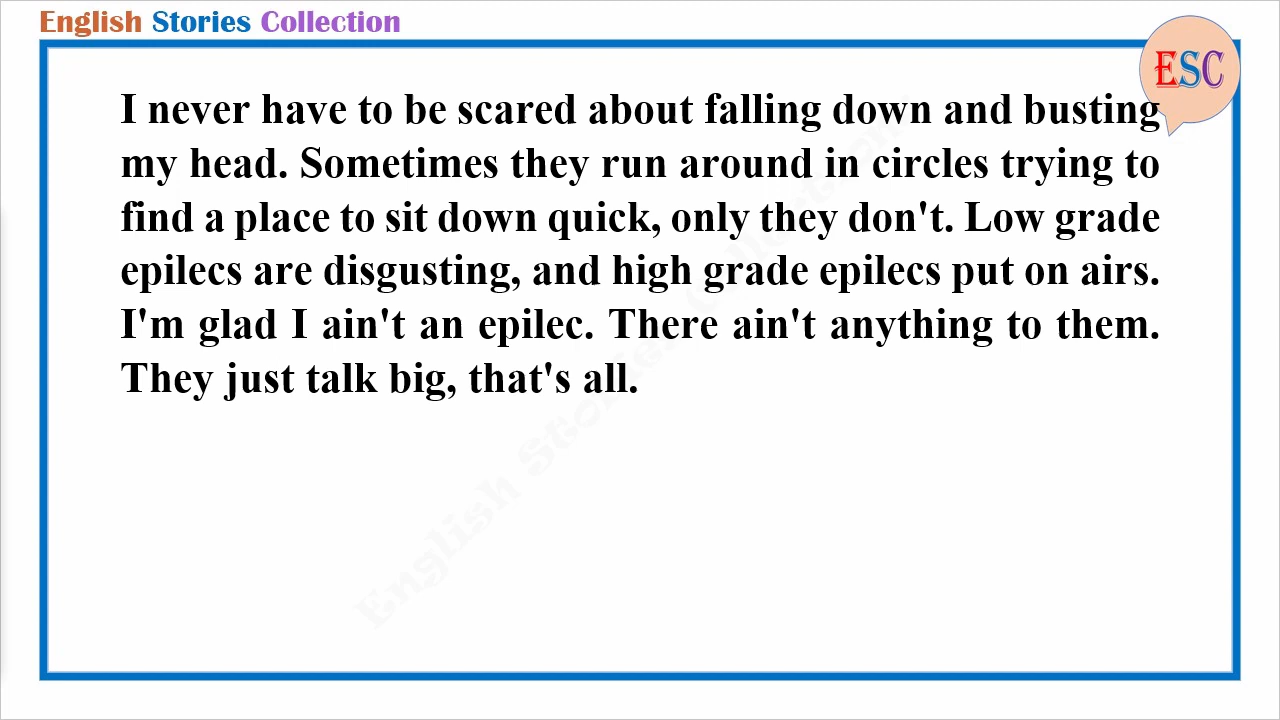 English Stories Collection
ESC
I never have to be scared about falling down and busting
my head. Sometimes they run around in circles trying to
find a place to sit down quick, only they don't. Low grade
epilecs are disgusting, and high grade epilecs put on airs.
I'm glad I ain't an epilec. There ain't anything to them.
They just talk big, that's all.
English Stories Collection